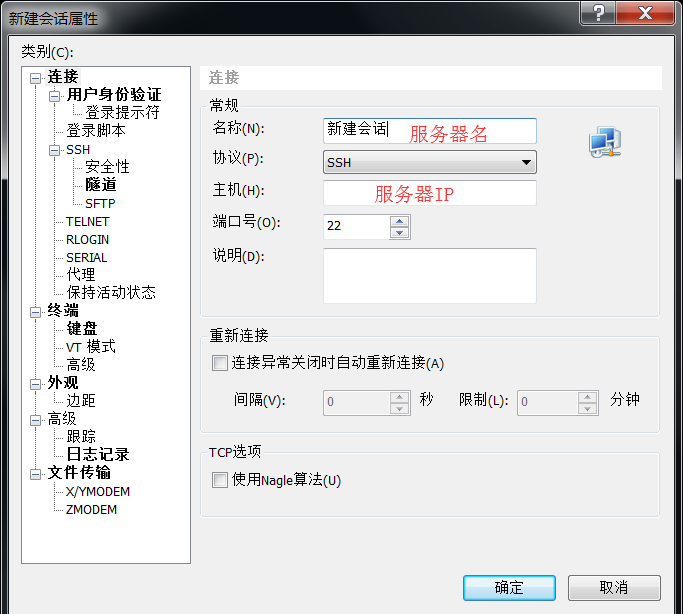 新建会话属性
类别(C):
连接
用户身份验证
登录提示符
登录脚本
SSH
安全性
隧道
SFTP
TELNET
RLOGIN
SERIAL
代理
保持活动状态
终端
键盘
VT 模式
高级
外观
边距
高级
跟踪
日志记录
文件传输
X/YMODEM
ZMODEM
连接
常规
名称(N): 新建会话 服务器名
协议(P): SSH
主机(H): 服务器IP
端口号(O): 22
说明(D):
重新连接
连接异常关闭时自动重新连接(A)
间隔(V): 0 秒 限制(L): 0 分钟
TCP选项
使用Nagle算法(U)
确定 取消